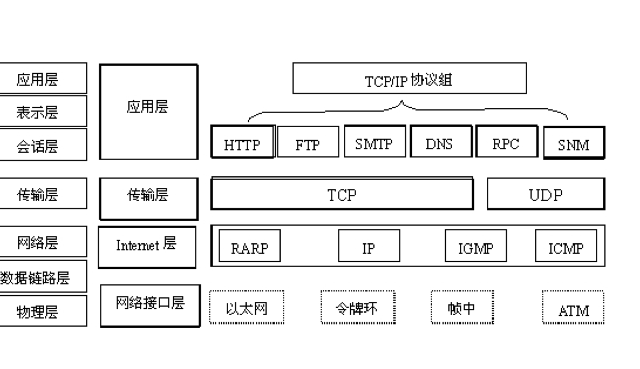 TCP/IP 协议组
应用层
表示层
会话层
应用层
HTTP
FTP
SMTP
DNS
RPC
SNM
传输层
传输层
TCP
UDP
网络层
Internet 层
RARP
IP
IGMP
ICMP
数据链路层
物理层
网络接口层
以太网
令牌环
帧中
ATM